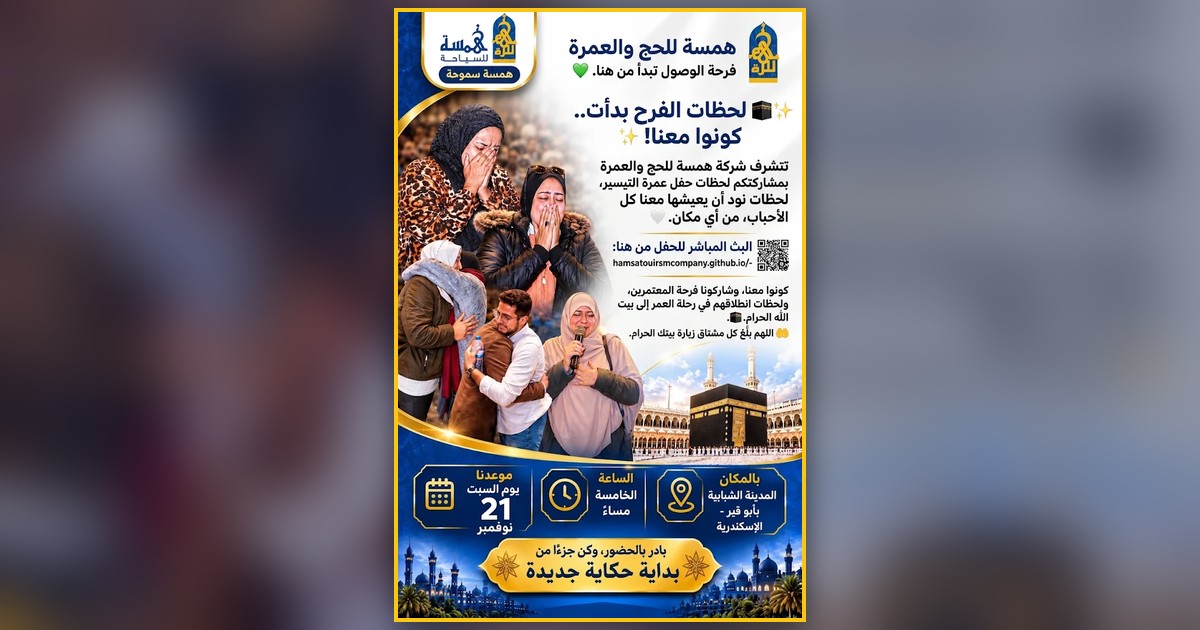 همسة للحج والعمرة
فرحة الوصول تبدأ من هنا. 💚
همسة
للسياحة
همسة سموحة
✨🕋 لحظات الفرح بدأت..
كونوا معنا! ✨
تتشرف شركة همسة للحج والعمرة
بمشاركتكم لحظات حفل عمرة التيسير،
لحظات نود أن يعيشها معنا كل
الأحباب، من أي مكان. 🤍
البث المباشر للحفل من هنا:
hamsatouirsmcompany.github.io/-
كونوا معنا، وشاركونا فرحة المعتمرين،
ولحظات انطلاقهم في رحلة العمر إلى بيت
الله الحرام. 🕋.
🤲 اللهم بلّغ كل مشتاق زيارة بيتك الحرام.
بالمكان
المدينة الشبابية
بأبو قير -
الإسكندرية
الساعة
الخامسة
مساءً
موعدنا
يوم السبت
21
نوفمبر
بادر بالحضور، وكن جزءًا من
بداية حكاية جديدة